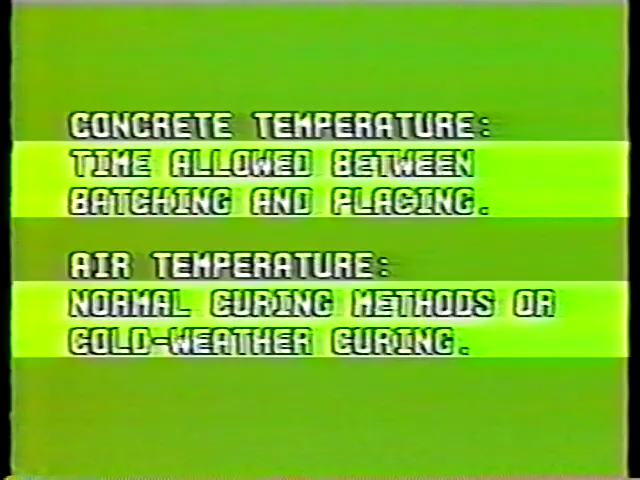 CONCRETE TEMPERATURE:
TIME ALLOWED BETWEEN
BATCHING AND PLACING.
AIR TEMPERATURE:
NORMAL CURING METHODS OR
COLD-WEATHER CURING.